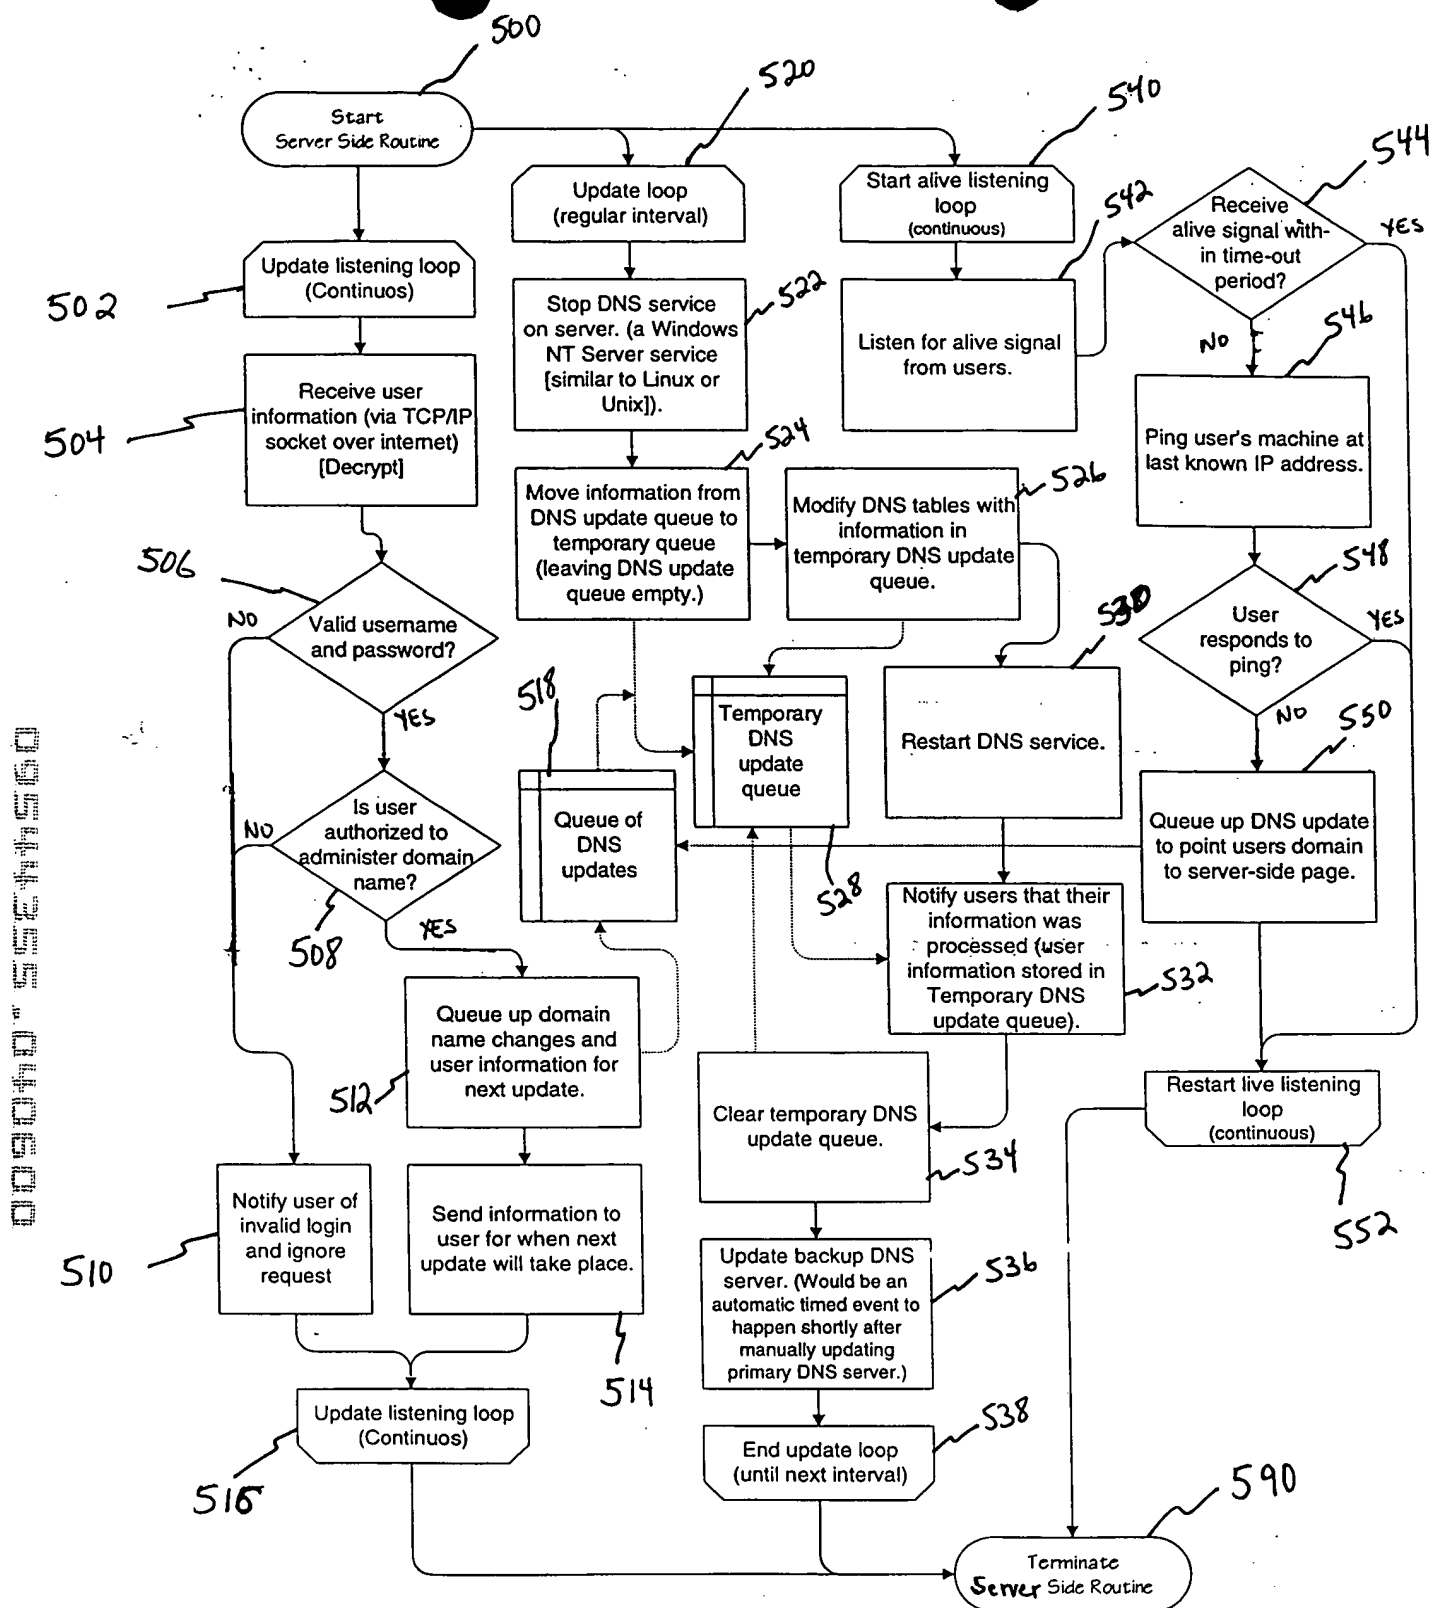 500
520
540
544
Start
Server Side Routine
Update loop
(regular interval)
Start alive listening
loop
(continuous)
542
Receive
alive signal with-
in time-out
period?
YES
502
Update listening loop
(Continuos)
Stop DNS service
on server. (a Windows
NT Server service
[similar to Linux or
Unix]).
522
Listen for alive signal
from users.
NO
546
504
Receive user
information (via TCP/IP
socket over internet)
[Decrypt]
524
Move information from
DNS update queue to
temporary queue
(leaving DNS update
queue empty.)
Modify DNS tables with
information in
temporary DNS update
queue.
526
Ping user's machine at
last known IP address.
506
NO
Valid username
and password?
YES
530
548
User
responds to
ping?
YES
NO
518
Temporary
DNS
update
queue
Restart DNS service.
550
NO
Is user
authorized to
administer domain
name?
508
YES
Queue of
DNS
updates
528
Queue up DNS update
to point users domain
to server-side page.
Notify users that their
information was
processed (user
information stored in
Temporary DNS
update queue).
532
Queue up domain
name changes and
user information for
next update.
512
Clear temporary DNS
update queue.
534
Restart live listening
loop
(continuous)
552
510
Notify user of
invalid login
and ignore
request
Send information to
user for when next
update will take place.
514
Update backup DNS
server. (Would be an
automatic timed event to
happen shortly after
manually updating
primary DNS server.)
536
516
Update listening loop
(Continuos)
End update loop
(until next interval)
538
590
Terminate
Server Side Routine
09544355.040600